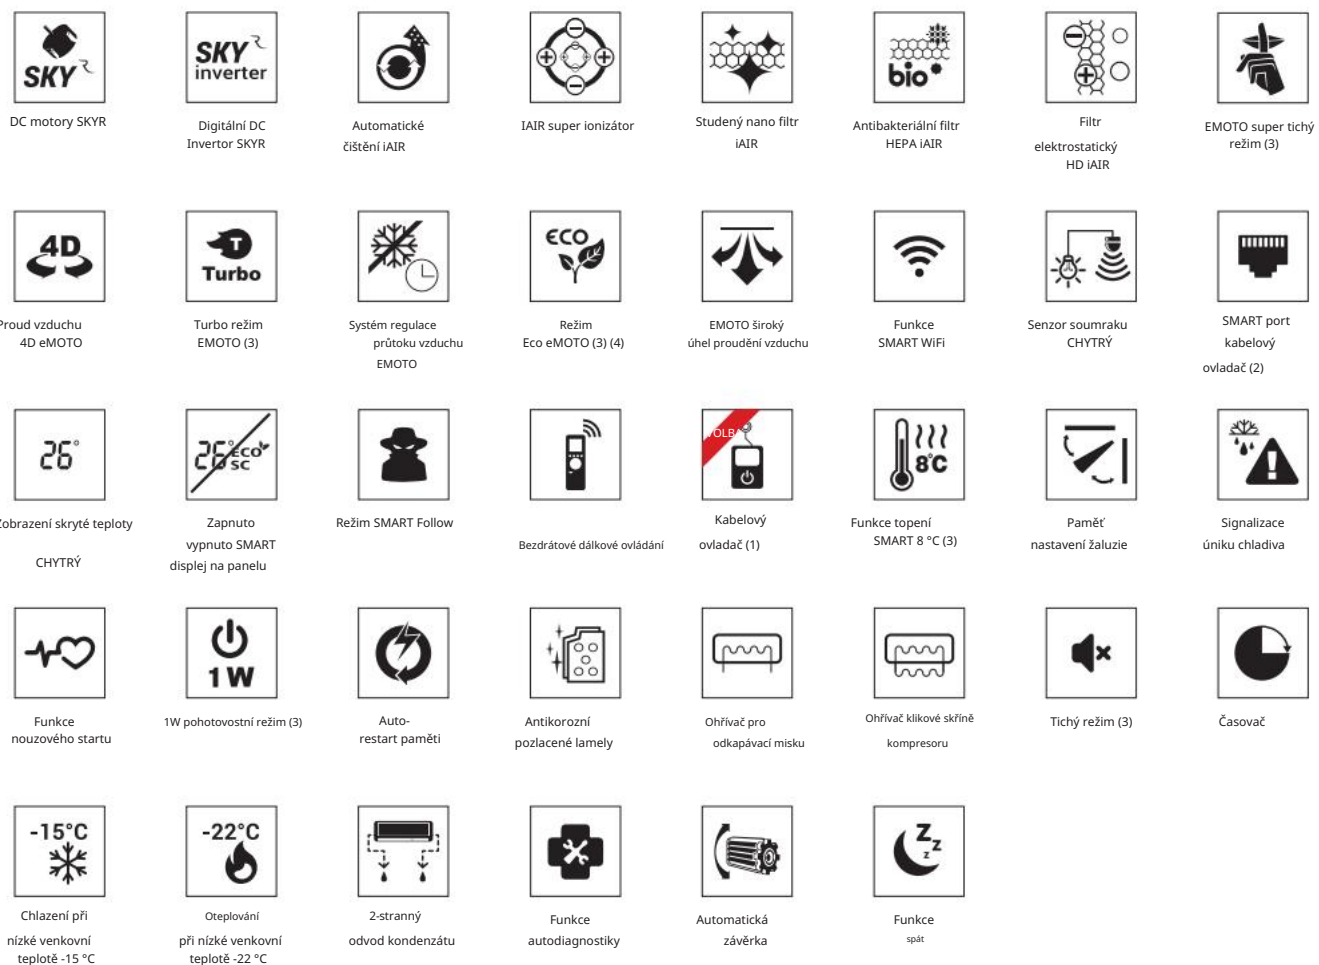 SKY R
SKY R
inverter
bio
DC motory SKYR
Digitální DC
Invertor SKYR
Automatické
čištění iAIR
IAIR super ionizátor
Studený nano filtr
iAIR
Antibakteriální filtr
HEPA iAIR
Filtr
elektrostatický
HD iAIR
EMOTO super tichý
režim (3)
4D
T
Turbo
ECO
Proud vzduchu
4D eMOTO
Turbo režim
EMOTO (3)
Systém regulace
průtoku vzduchu
EMOTO
Režim
Eco eMOTO (3) (4)
EMOTO široký
úhel proudění vzduchu
Funkce
SMART WiFi
Senzor soumraku
CHYTRÝ
SMART port
kabelový
ovladač (2)
26°
26° ECO
SC
VOLBA
8°C
Zobrazení skryté teploty
CHYTRÝ
Zapnuto
vypnuto SMART
displej na panelu
Režim SMART Follow
Bezdrátové dálkové ovládání
Kabelový
ovladač (1)
Funkce topení
SMART 8 °C (3)
Paměť
nastavení žaluzie
Signalizace
úniku chladiva
1 W
Funkce
nouzového startu
1W pohotovostní režim (3)
Auto-
restart paměti
Antikorozní
pozlacené lamely
Ohřívač pro
odkapávací misku
Ohřívač klikové skříně
kompresoru
Tichý režim (3)
Časovač
-15°C
-22°C
Z z z
Chlazení při
nízké venkovní
teplotě -15 °C
Oteplování
při nízké venkovní
teplotě -22 °C
2-stranný
odvod kondenzátu
Funkce
autodiagnostiky
Automatická
závěrka
Funkce
spát